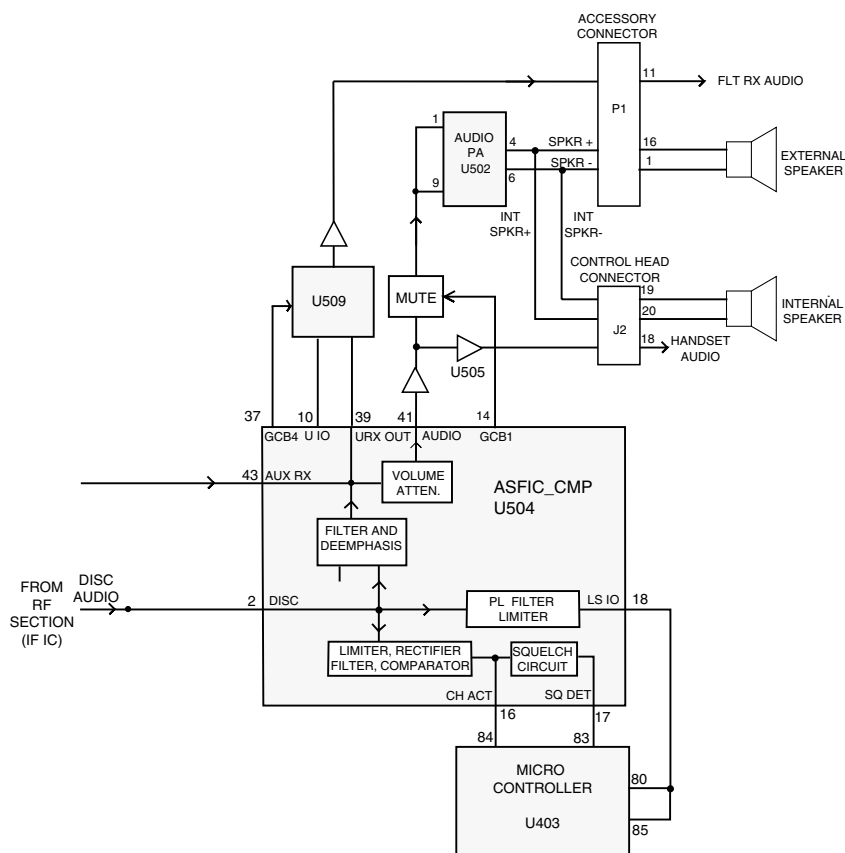 ACCESSORY
CONNECTOR
11
FLT RX AUDIO
P1
1
AUDIO
PA
U502
4
SPKR +
16
SPKR -
1
EXTERNAL
SPEAKER
9
6
INT
SPKR+
INT
SPKR-
CONTROL HEAD
CONNECTOR
U509
MUTE
19
INTERNAL
SPEAKER
20
J2
18
HANDSET
AUDIO
U505
37
10
39
41
14
GCB4
U IO
URX OUT
AUDIO
GCB1
43
AUX RX
VOLUME
ATTEN.
ASFIC_CMP
U504
FILTER AND
DEEMPHASIS
FROM
RF
SECTION
(IF IC)
DISC
AUDIO
2
DISC
PL FILTER
LIMITER
LS IO
18
LIMITER, RECTIFIER
FILTER, COMPARATOR
SQUELCH
CIRCUIT
CH ACT
SQ DET
16
17
84
83
MICRO
CONTROLLER
U403
80
85